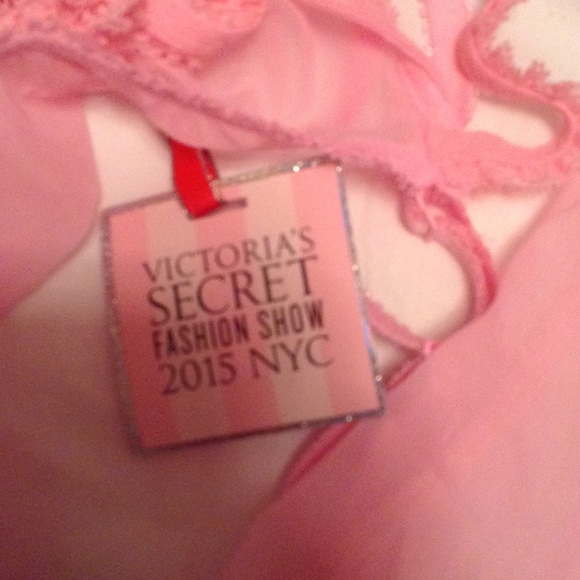 VICTORIA'S
SECRET
FASHION SHOW
2015 NYC